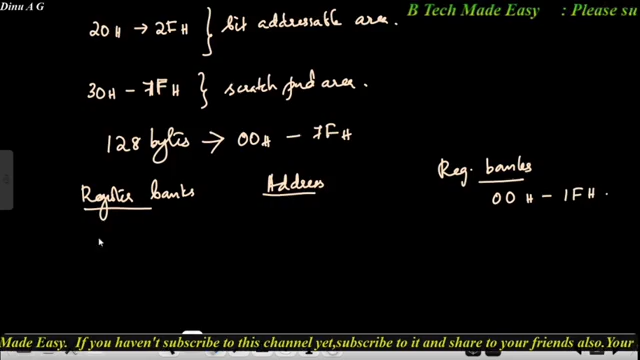 Dinu A G
B Tech Made Easy : Please su
20H → 2FH } bit addressable area.
30H – 7FH } scratch pad area.
128 bytes → 00H – 7FH
Reg. banks
00H – 1FH.
Register banks Address
Made Easy. If you haven't subscribe to this channel yet,subscribe to it and share to your friends also.Your